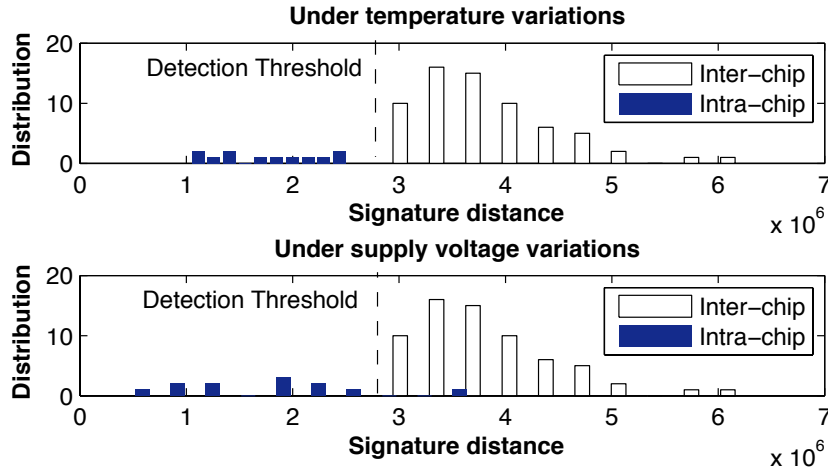 Under temperature variations
20
10
0
Distribution
Detection Threshold
Inter−chip
Intra−chip
0 1 2 3 4 5 6 7
Signature distance
x 10^6
Under supply voltage variations
20
10
0
Distribution
Detection Threshold
Inter−chip
Intra−chip
0 1 2 3 4 5 6 7
Signature distance
x 10^6